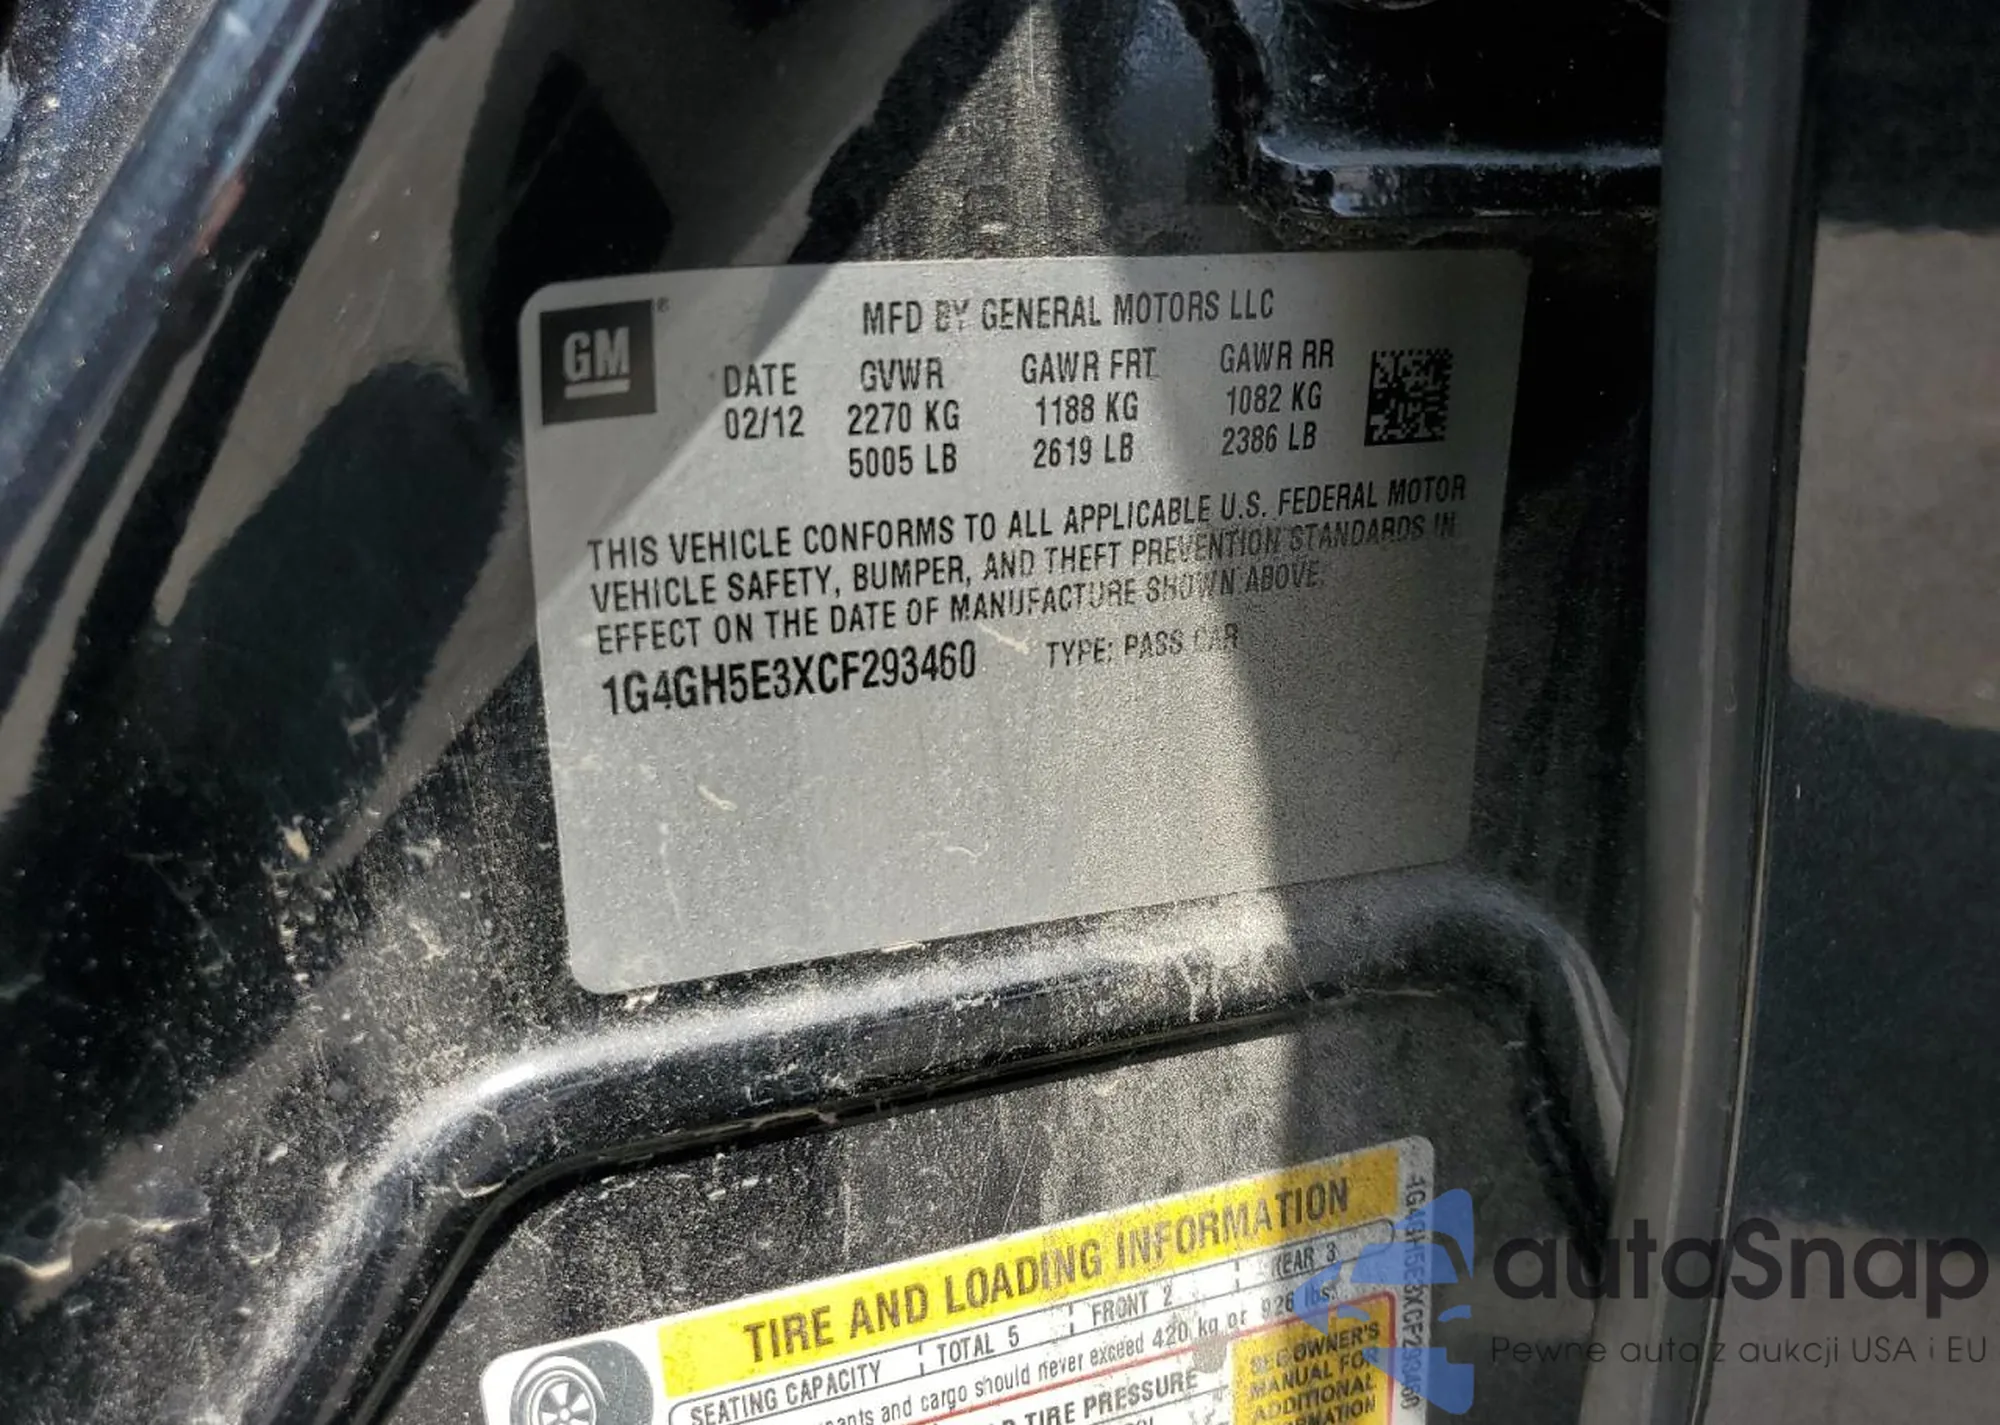 GM
MFD BY GENERAL MOTORS LLC
DATE GVWR GAWR FRT GAWR RR
02/12 2270 KG 1188 KG 1082 KG
5005 LB 2619 LB 2386 LB
THIS VEHICLE CONFORMS TO ALL APPLICABLE U.S. FEDERAL MOTOR
VEHICLE SAFETY, BUMPER, AND THEFT PREVENTION STANDARDS IN
EFFECT ON THE DATE OF MANUFACTURE SHOWN ABOVE.
1G4GH5E3XCF293460 TYPE: PASS CAR
TIRE AND LOADING INFORMATION
SEATING CAPACITY TOTAL 5 FRONT 2 REAR 3
and cargo should never exceed 420 kg or 926 lbs.
TIRE PRESSURE
SEE OWNER'S
MANUAL FOR
ADDITIONAL
1G4GH5E3XCF293460
autoSnap
Pewne auta z aukcji USA i EU